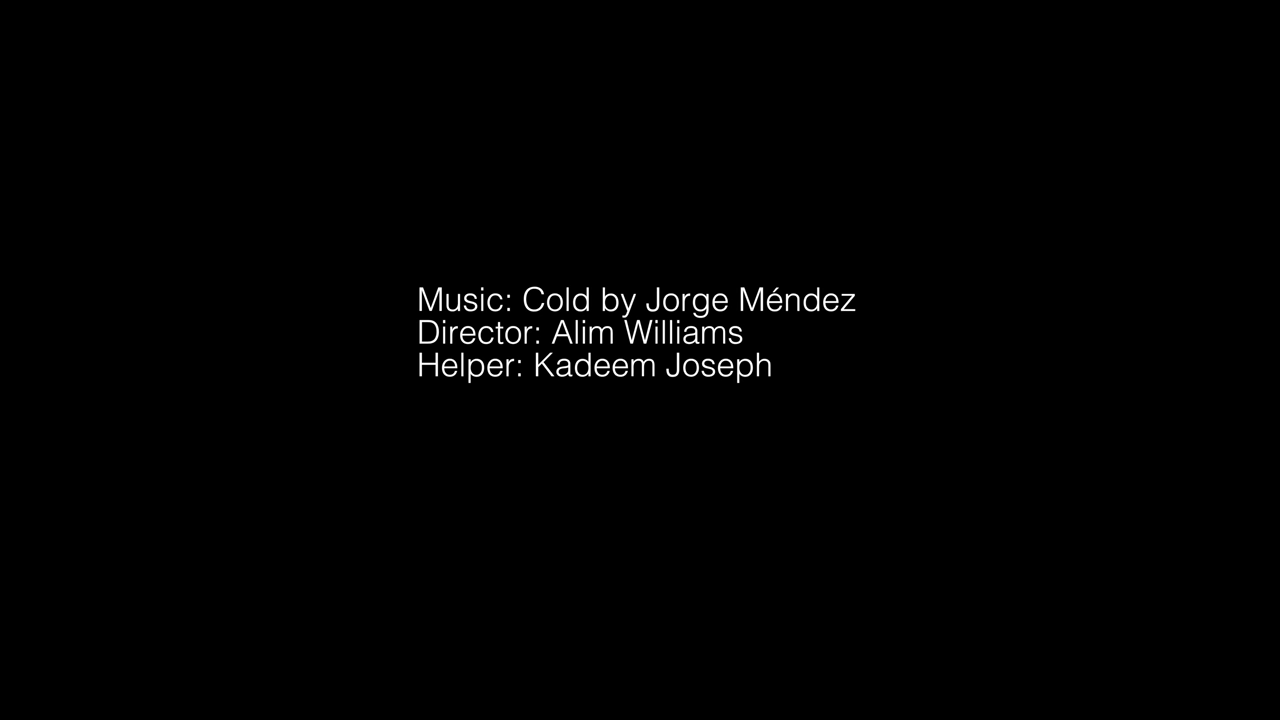 Music: Cold by Jorge Méndez
Director: Alim Williams
Helper: Kadeem Joseph